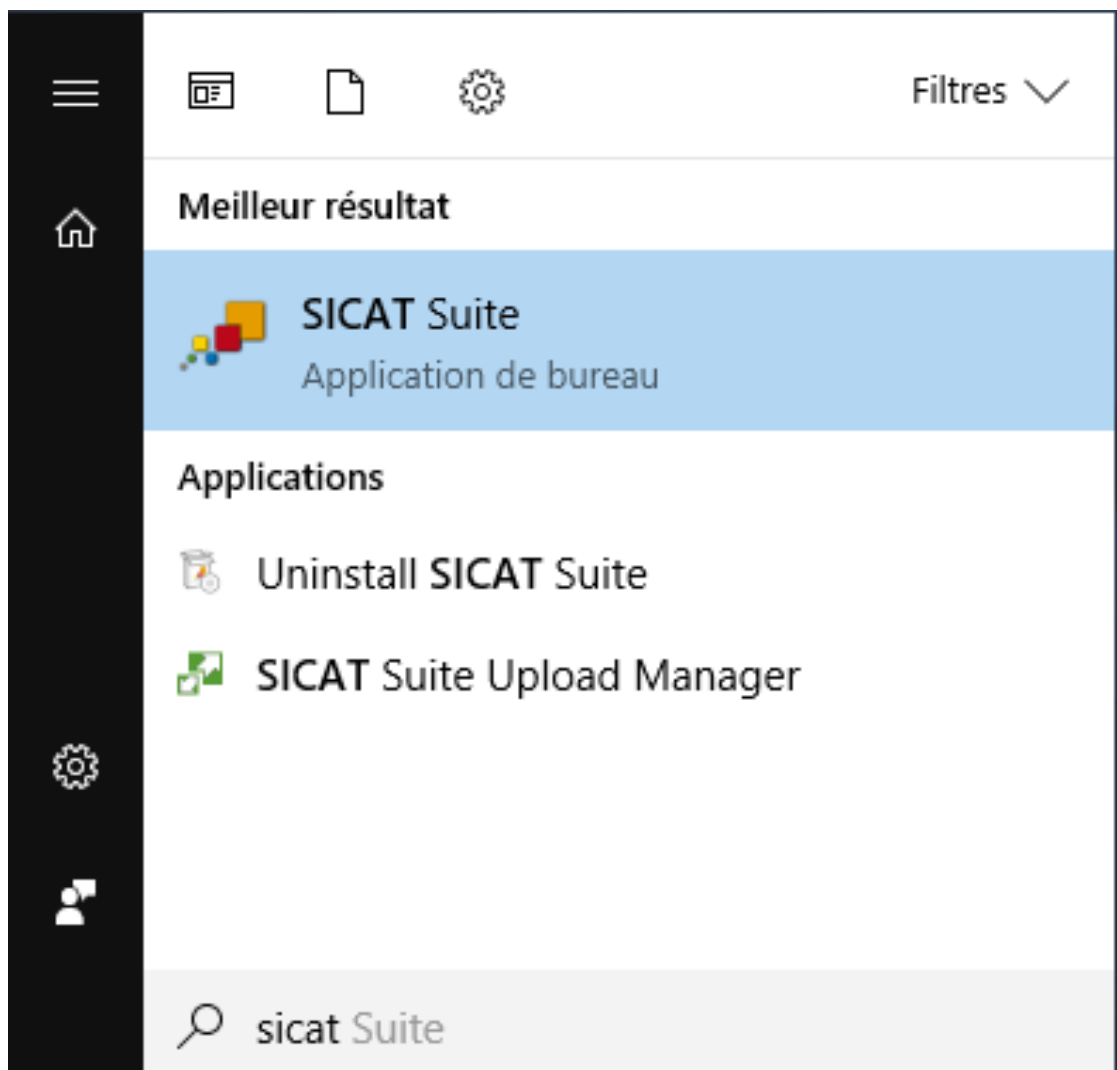 Filtres
Meilleur résultat
SICAT Suite
Application de bureau
Applications
Uninstall SICAT Suite
SICAT Suite Upload Manager
sicat Suite